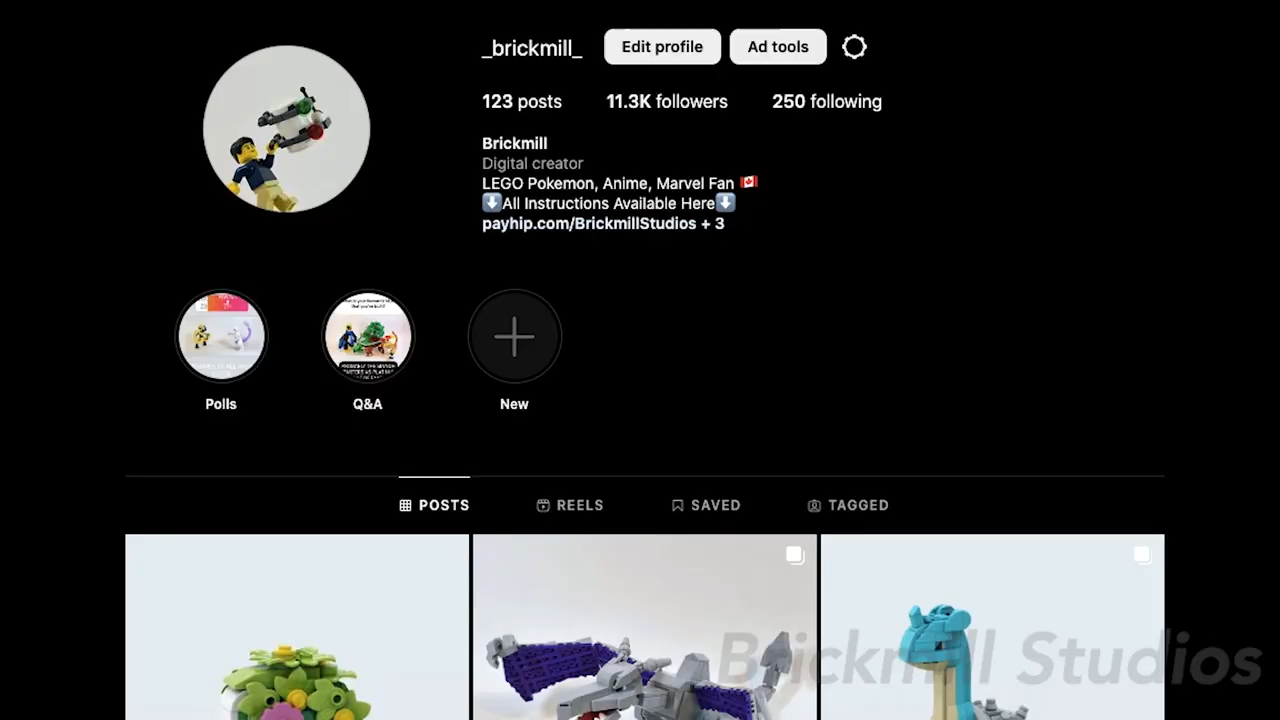 _brickmill_
Edit profile
Ad tools
123 posts
11.3K followers
250 following
Brickmill
Digital creator
LEGO Pokemon, Anime, Marvel Fan 🇨🇦
⬇️All Instructions Available Here⬇️
payhip.com/BrickmillStudios + 3
Polls
Q&A
New
POSTS
REELS
SAVED
TAGGED
Brickmill Studios